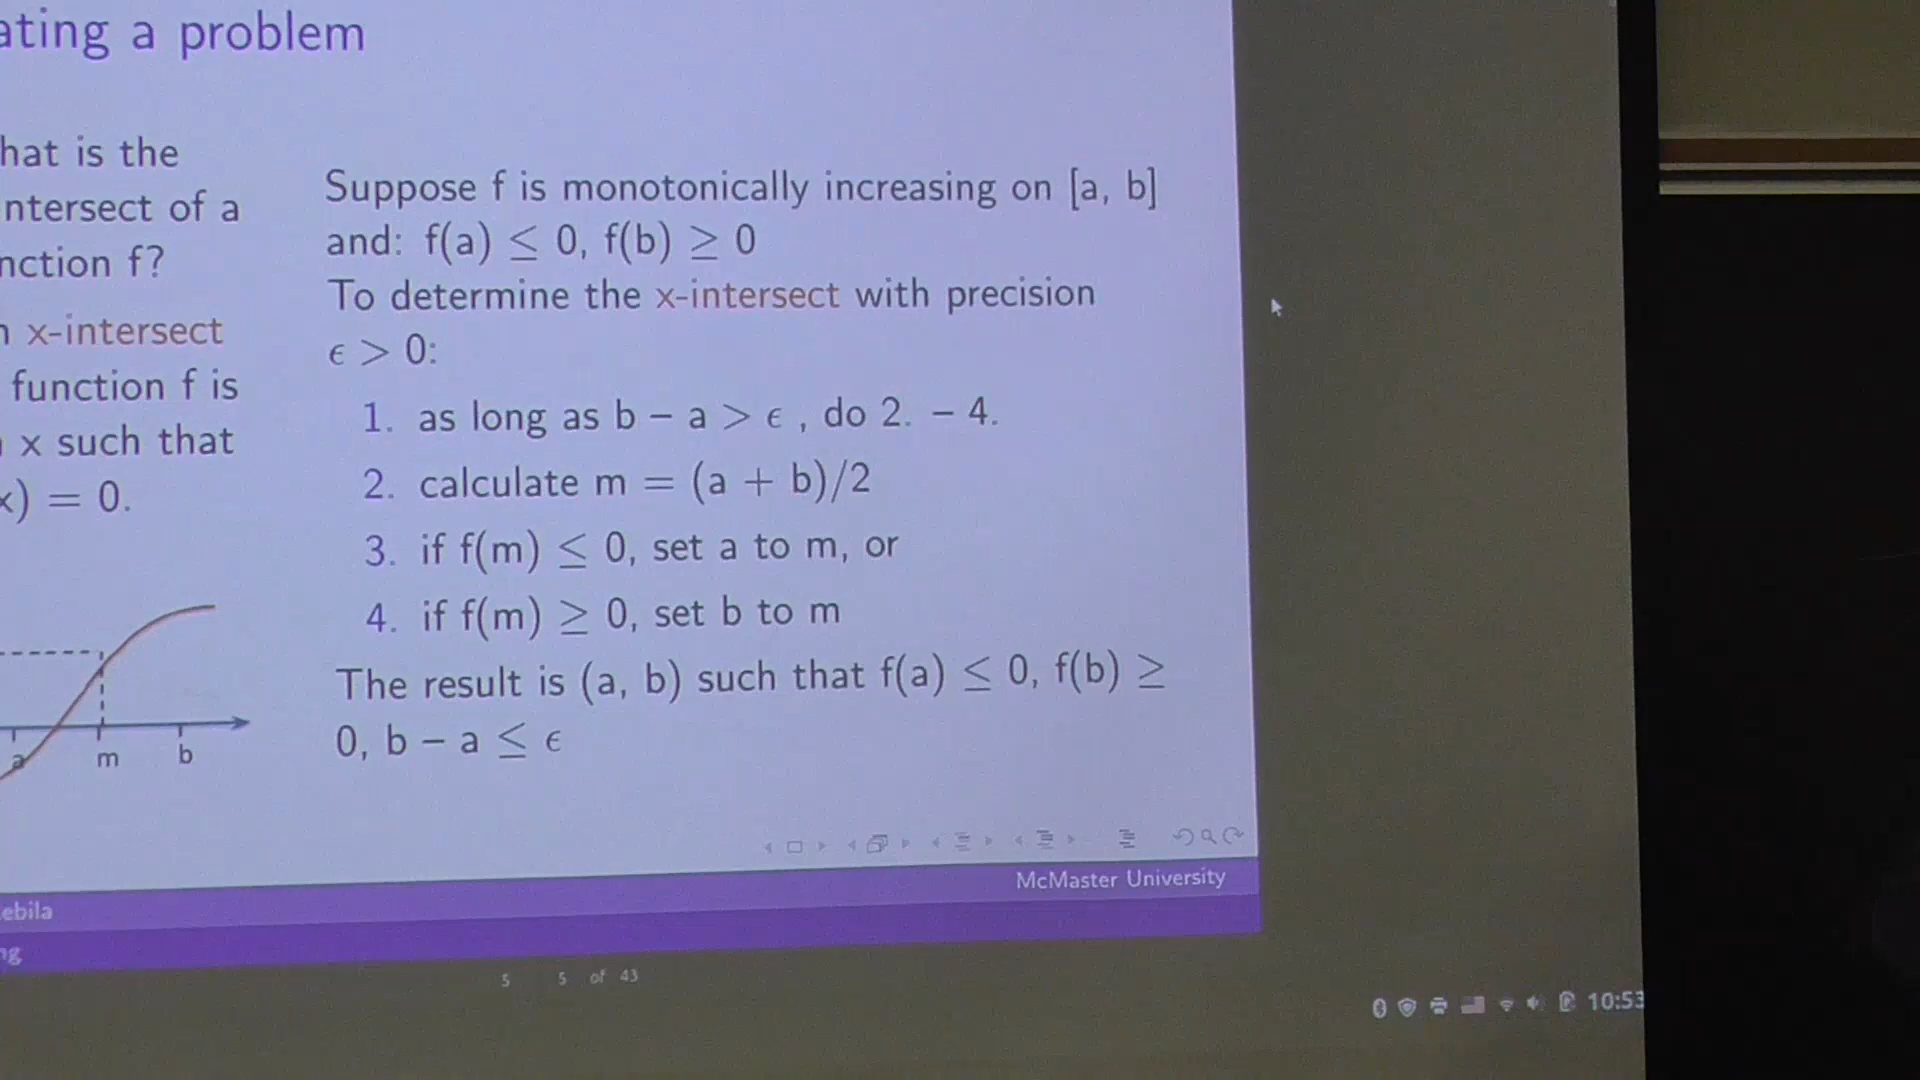 ating a problem
hat is the
ntersect of a
nction f?
x-intersect
function f is
x such that
x) = 0.
a
m
b
Suppose f is monotonically increasing on [a, b]
and: f(a) ≤ 0, f(b) ≥ 0
To determine the x-intersect with precision
ϵ > 0:
1. as long as b – a > ϵ , do 2. – 4.
2. calculate m = (a + b)/2
3. if f(m) ≤ 0, set a to m, or
4. if f(m) ≥ 0, set b to m
The result is (a, b) such that f(a) ≤ 0, f(b) ≥
0, b – a ≤ ϵ
McMaster University
ebila
ng
5 5 of 43
10:53